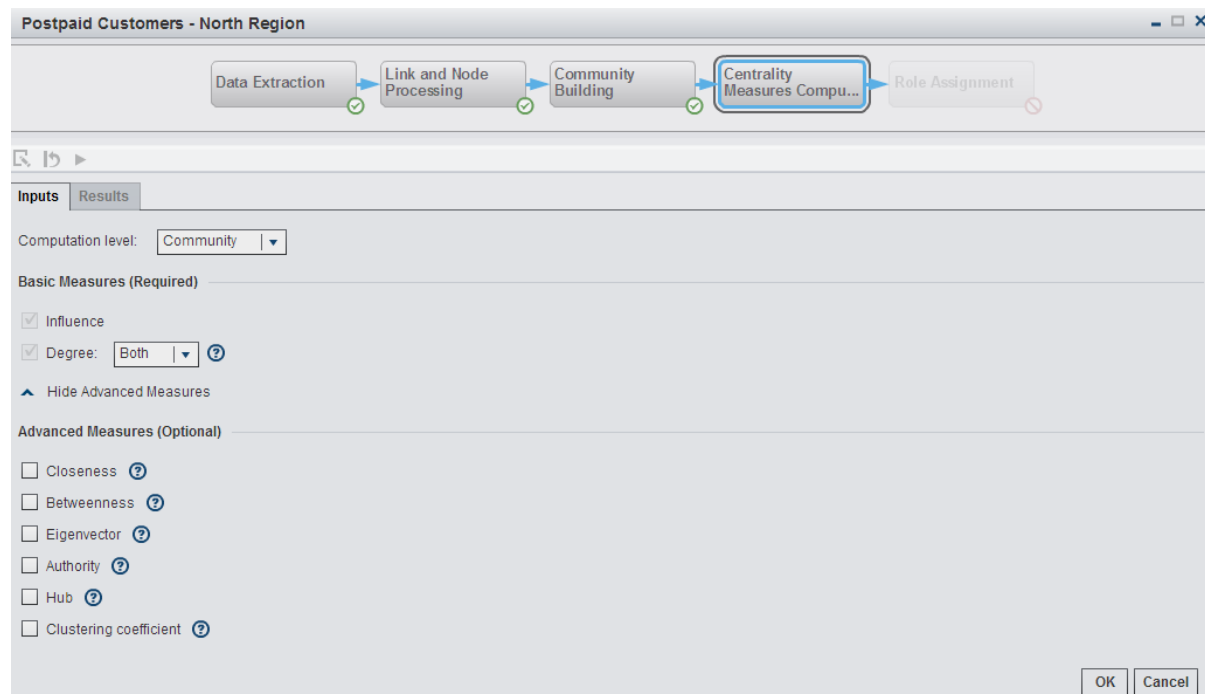 Postpaid Customers - North Region
Data Extraction
Link and Node
Processing
Community
Building
Centrality
Measures Compu...
Role Assignment
Inputs Results
Computation level: Community
Basic Measures (Required)
Influence
Degree: Both
Hide Advanced Measures
Advanced Measures (Optional)
Closeness
Betweenness
Eigenvector
Authority
Hub
Clustering coefficient
OK Cancel